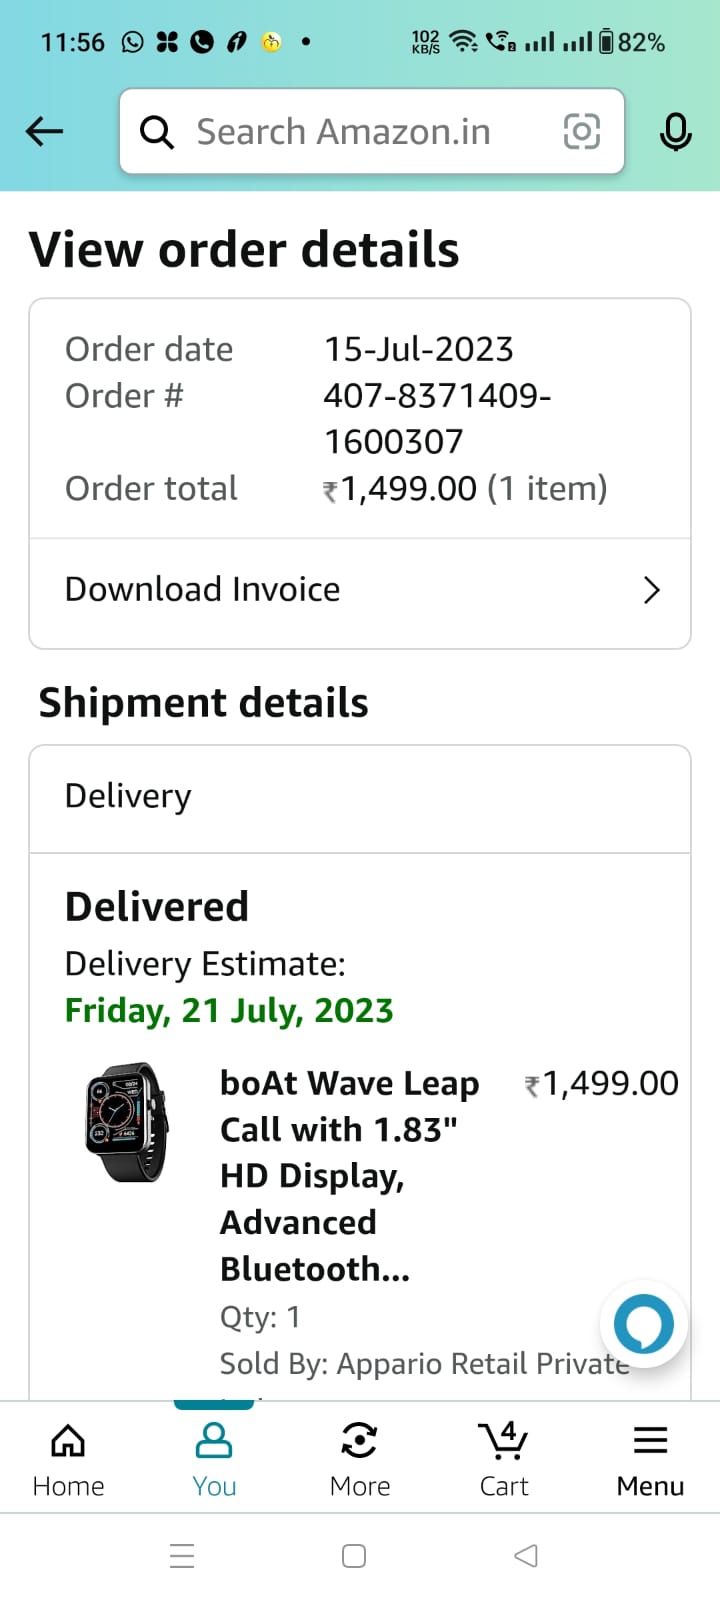 11:56 102 KB/S 82%
Search Amazon.in
View order details
Order date 15-Jul-2023
Order # 407-8371409-
1600307
Order total ₹1,499.00 (1 item)
Download Invoice
Shipment details
Delivery
Delivered
Delivery Estimate:
Friday, 21 July, 2023
boAt Wave Leap ₹1,499.00
Call with 1.83"
HD Display,
Advanced
Bluetooth...
Qty: 1
Sold By: Appario Retail Private
4
Home You More Cart Menu